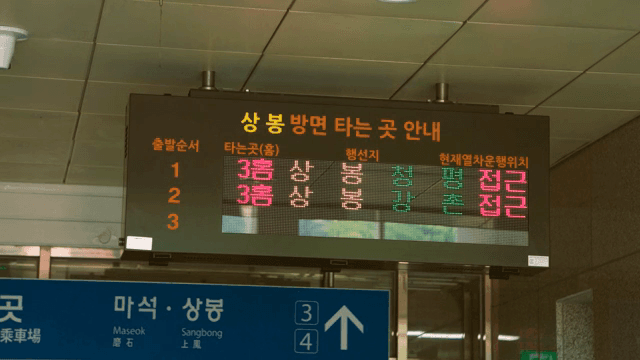 상봉 방면 타는 곳 안내
출발순서 타는곳(홈) 행선지 현재열차운행위치
1 3홈 상 봉 청 평 접근
2 3홈 상 봉 강 촌 접근
3
곳 마석 · 상봉 3
乘車場 Maseok Sangbong 4
磨石 上鳳